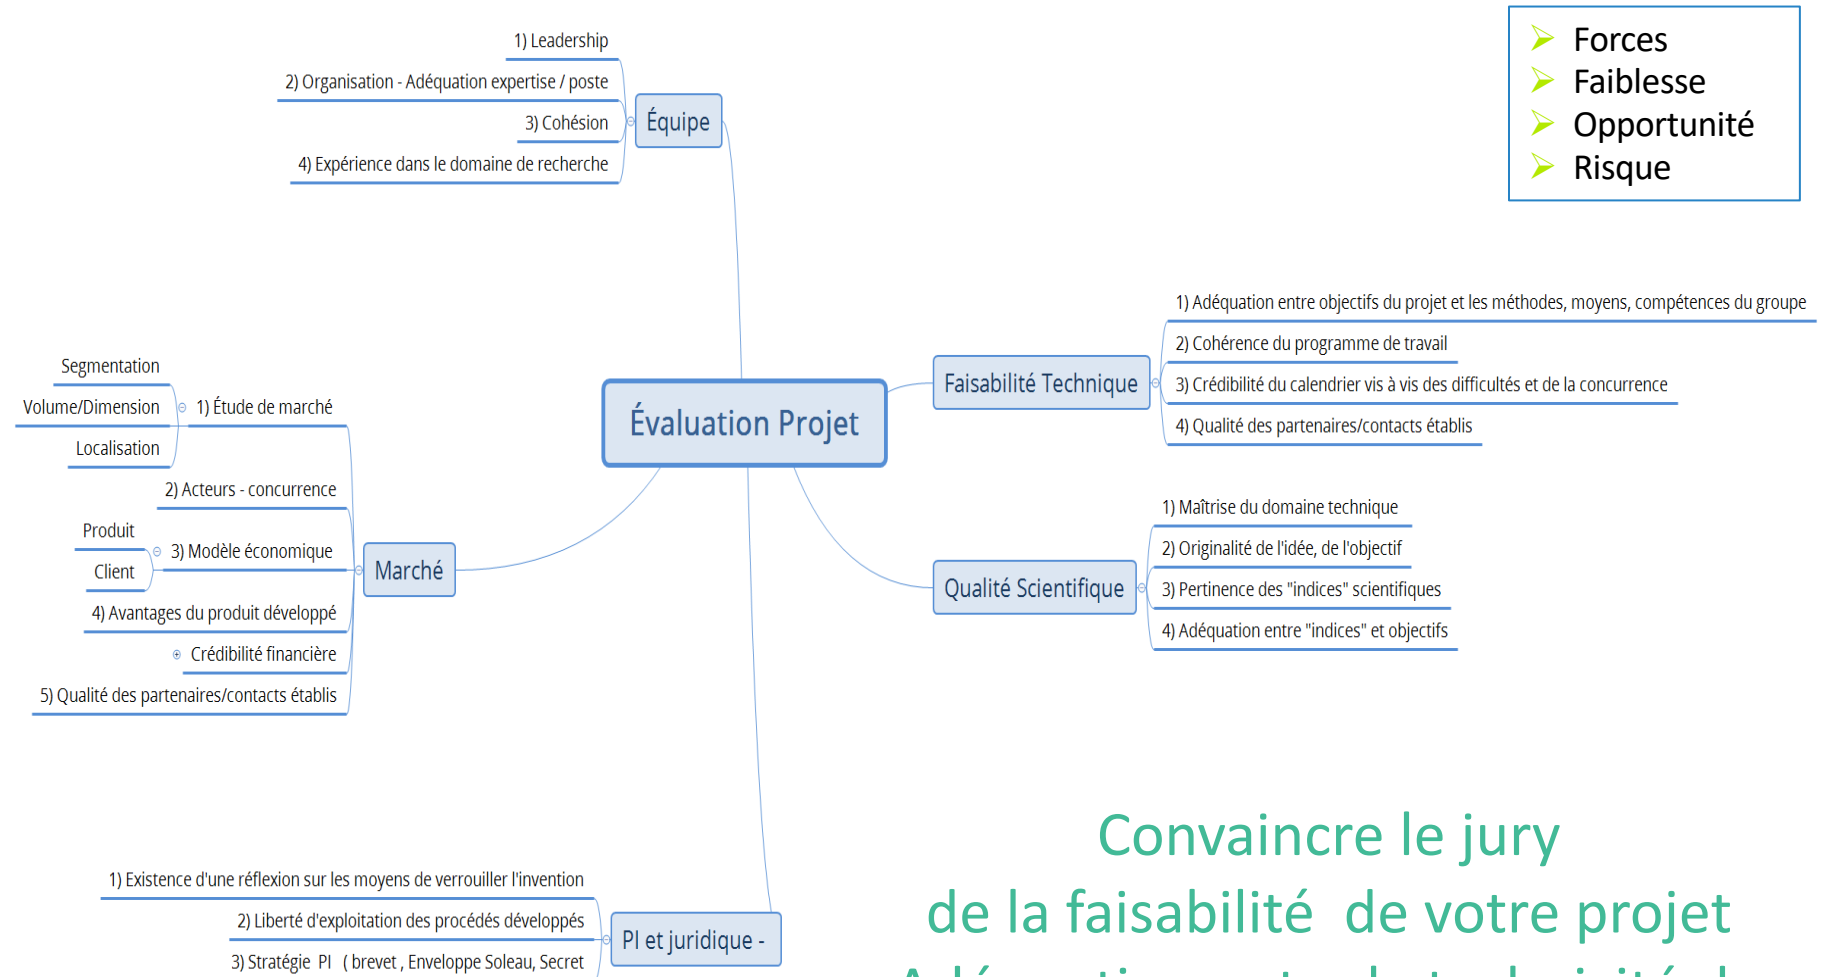 Forces
Faiblesse
Opportunité
Risque
1) Leadership
2) Organisation - Adéquation expertise / poste
3) Cohésion
4) Expérience dans le domaine de recherche
Équipe
Évaluation Projet
Faisabilité Technique
1) Adéquation entre objectifs du projet et les méthodes, moyens, compétences du groupe
2) Cohérence du programme de travail
3) Crédibilité du calendrier vis à vis des difficultés et de la concurrence
4) Qualité des partenaires/contacts établis
Qualité Scientifique
1) Maîtrise du domaine technique
2) Originalité de l'idée, de l'objectif
3) Pertinence des "indices" scientifiques
4) Adéquation entre "indices" et objectifs
Marché
1) Étude de marché
Segmentation
Volume/Dimension
Localisation
2) Acteurs - concurrence
3) Modèle économique
Produit
Client
4) Avantages du produit développé
Crédibilité financière
5) Qualité des partenaires/contacts établis
PI et juridique -
1) Existence d'une réflexion sur les moyens de verrouiller l'invention
2) Liberté d'exploitation des procédés développés
3) Stratégie PI ( brevet , Enveloppe Soleau, Secret
Convaincre le jury
de la faisabilité de votre projet